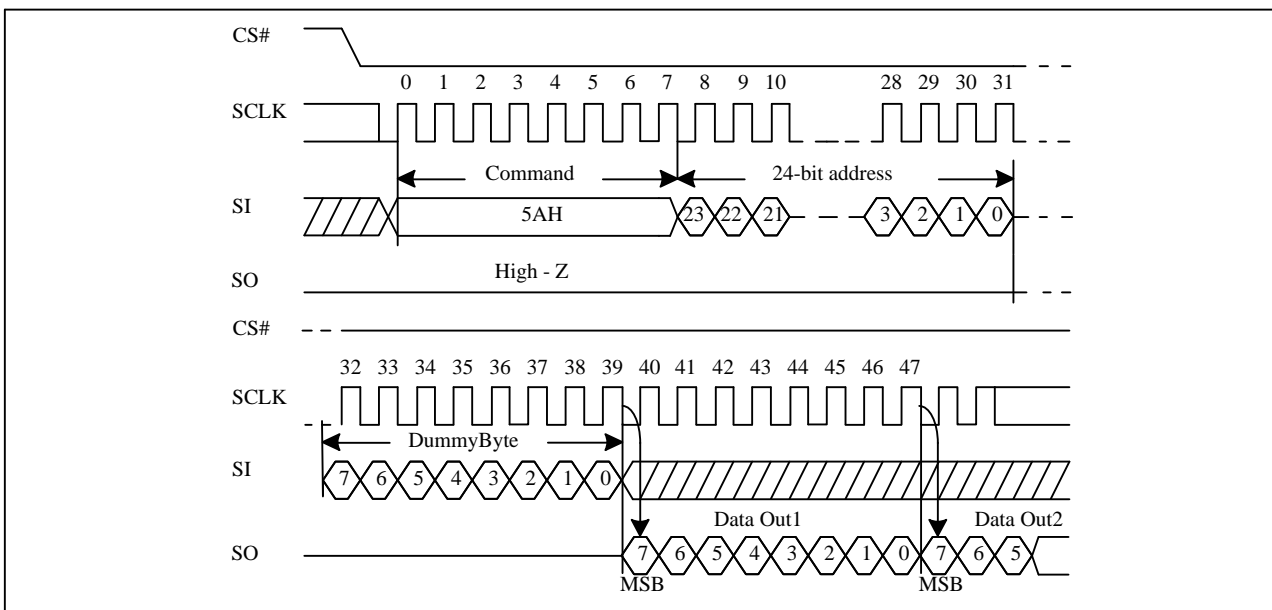 CS#
0 1 2 3 4 5 6 7 8 9 10 28 29 30 31
SCLK
Command 24-bit address
SI 5AH 23 22 21 3 2 1 0
High - Z
SO
CS#
32 33 34 35 36 37 38 39 40 41 42 43 44 45 46 47
SCLK
DummyByte
SI 7 6 5 4 3 2 1 0
Data Out1 Data Out2
SO 7 6 5 4 3 2 1 0 7 6 5
MSB MSB